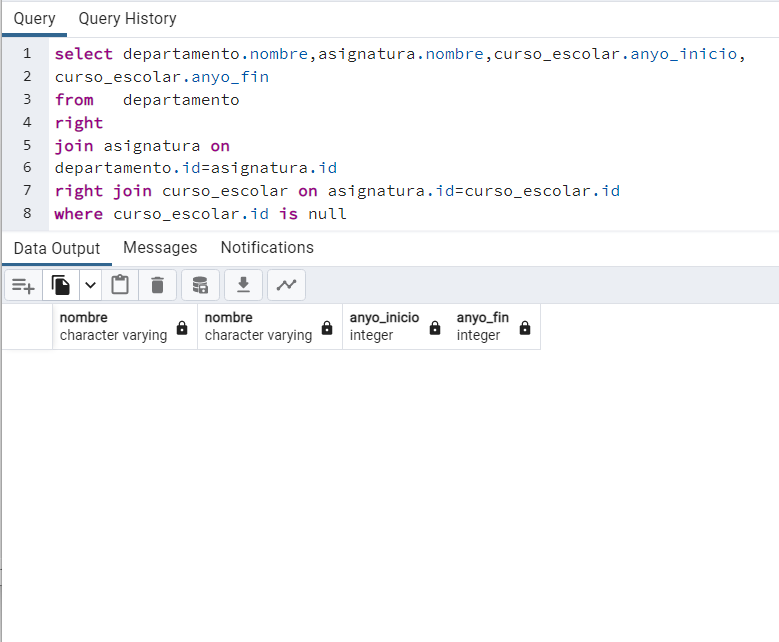 Query Query History
1 select departamento.nombre,asignatura.nombre,curso_escolar.anyo_inicio,
2 curso_escolar.anyo_fin
3 from   departamento
4 right
5 join asignatura on
6 departamento.id=asignatura.id
7 right join curso_escolar on asignatura.id=curso_escolar.id
8 where curso_escolar.id is null
Data Output Messages Notifications
nombre nombre anyo_inicio anyo_fin
character varying character varying integer integer